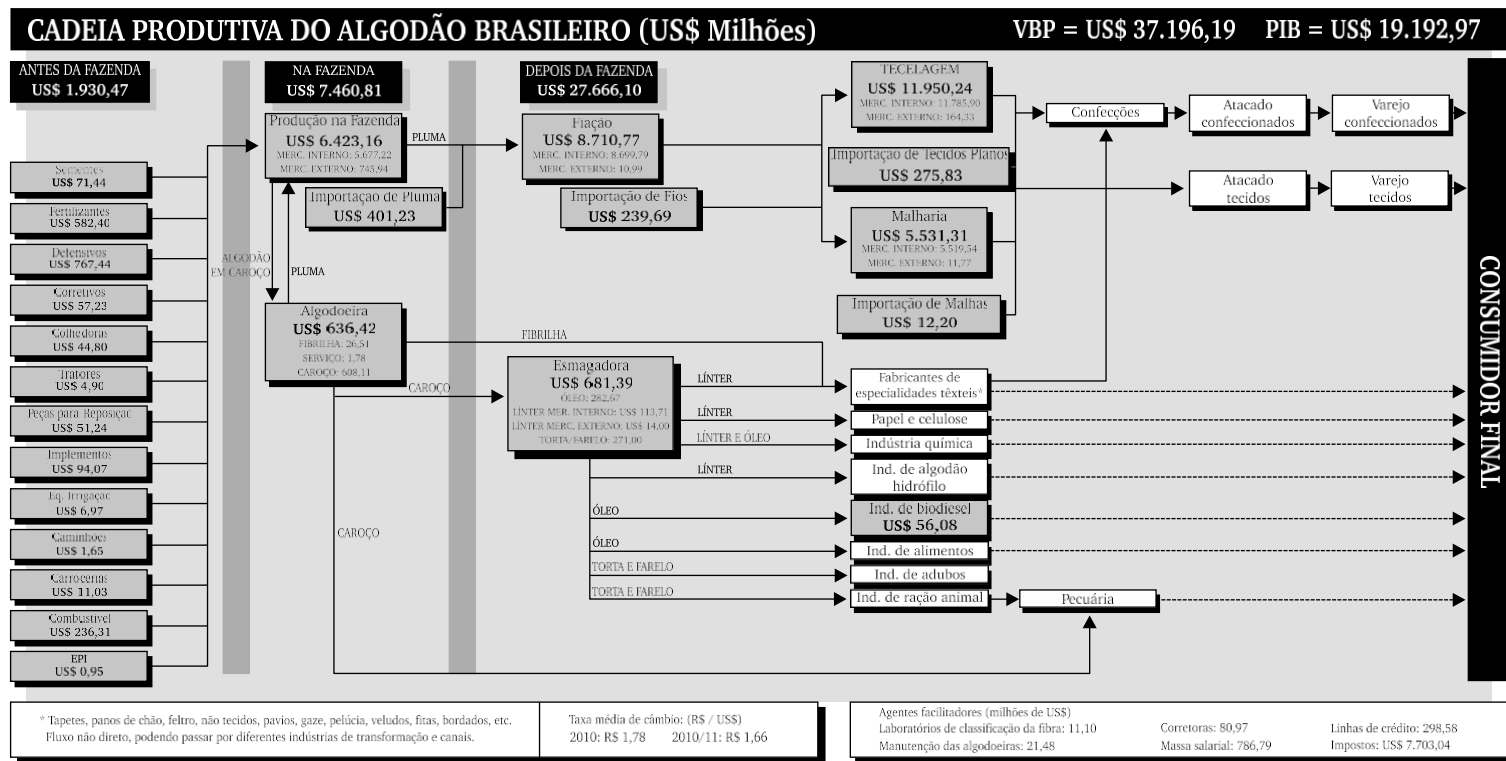 CADEIA PRODUTIVA DO ALGODÃO BRASILEIRO (US$ Milhões)
VBP = US$ 37.196,19 PIB = US$ 19.192,97
ANTES DA FAZENDA
US$ 1.930,47
NA FAZENDA
US$ 7.460,81
DEPOIS DA FAZENDA
US$ 27.666,10
Sementes
US$ 71,44
Fertilizantes
US$ 582,40
Defensivos
US$ 767,44
Corretivos
US$ 57,23
Colhedoras
US$ 44,80
Tratores
US$ 4,90
Peças para Reposição
US$ 51,24
Implementos
US$ 94,07
Eq. Irrigação
US$ 6,97
Caminhões
US$ 1,65
Carrocerias
US$ 11,03
Combustível
US$ 236,31
EPI
US$ 0,95
Produção na Fazenda
US$ 6.423,16
MERC. INTERNO: 5.677,22
MERC. EXTERNO: 745,94
PLUMA
Importação de Pluma
US$ 401,23
ALGODÃO
EM CAROÇO
PLUMA
Algodoeira
US$ 636,42
FIBRILHA: 26,51
SERVIÇO: 1,78
CAROÇO: 608,11
FIBRILHA
CAROÇO
CAROÇO
Fiação
US$ 8.710,77
MERC. INTERNO: 8.699,79
MERC. EXTERNO: 10,99
Importação de Fios
US$ 239,69
Esmagadora
US$ 681,39
ÓLEO: 282,67
LÍNTER MER. INTERNO: US$ 113,71
LÍNTER MERC. EXTERNO: US$ 14,00
TORTA/FARELO: 271,00
LÍNTER
LÍNTER
LÍNTER E ÓLEO
LÍNTER
ÓLEO
ÓLEO
TORTA E FARELO
TORTA E FARELO
TECELAGEM
US$ 11.950,24
MERC. INTERNO: 11.785,90
MERC. EXTERNO: 164,33
Importação de Tecidos Planos
US$ 275,83
Malharia
US$ 5.531,31
MERC. INTERNO: 5.519,54
MERC. EXTERNO: 11,77
Importação de Malhas
US$ 12,20
Fabricantes de
especialidades têxteis*
Papel e celulose
Indústria química
Ind. de algodão
hidrófilo
Ind. de biodiesel
US$ 56,08
Ind. de alimentos
Ind. de adubos
Ind. de ração animal
Pecuária
Confecções
Atacado
confeccionados
Varejo
confeccionados
Atacado
tecidos
Varejo
tecidos
CONSUMIDOR FINAL
* Tapetes, panos de chão, feltro, não tecidos, pavios, gaze, pelúcia, veludos, fitas, bordados, etc.
Fluxo não direto, podendo passar por diferentes indústrias de transformação e canais.
Taxa média de câmbio: (R$ / US$)
2010: R$ 1,78 2010/11: R$ 1,66
Agentes facilitadores (milhões de US$)
Laboratórios de classificação da fibra: 11,10
Manutenção das algodoeiras: 21,48
Corretoras: 80,97
Massa salarial: 786,79
Linhas de crédito: 298,58
Impostos: US$ 7.703,04